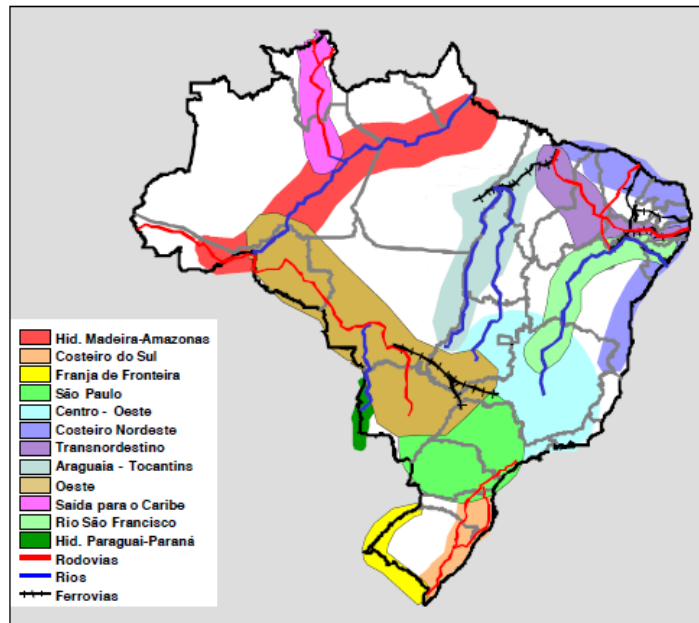 Hid. Madeira-Amazonas
Costeiro do Sul
Franja de Fronteira
São Paulo
Centro - Oeste
Costeiro Nordeste
Transnordestino
Araguaia - Tocantins
Oeste
Saída para o Caribe
Rio São Francisco
Hid. Paraguai-Paraná
Rodovias
Rios
Ferrovias